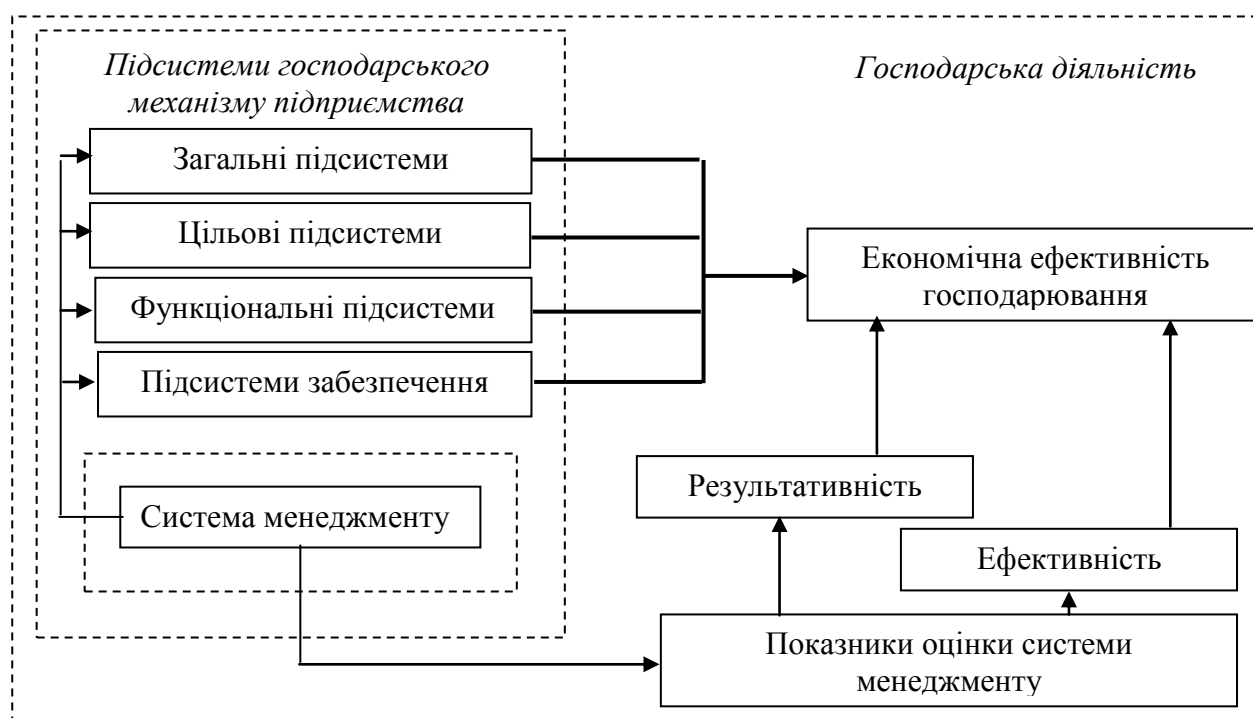 Підсистеми господарського
механізму підприємства
Господарська діяльність
Загальні підсистеми
Цільові підсистеми
Функціональні підсистеми
Підсистеми забезпечення
Економічна ефективність
господарювання
Результативність
Система менеджменту
Ефективність
Показники оцінки системи
менеджменту